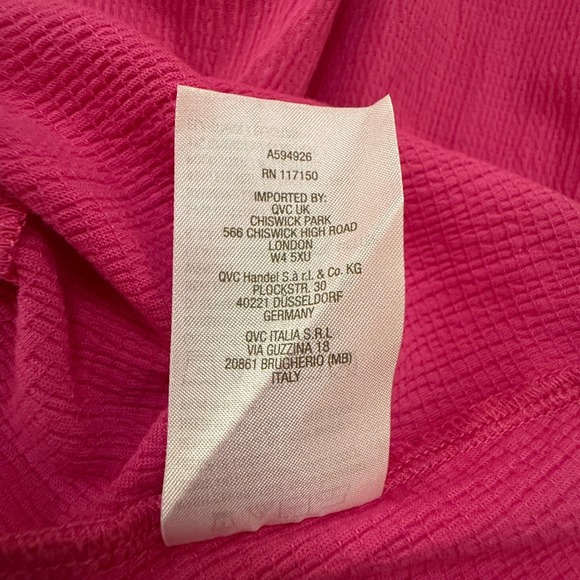 A594926
RN 117150
IMPORTED BY:
QVC UK
CHISWICK PARK
566 CHISWICK HIGH ROAD
LONDON
W4 5XU
QVC Handel S.à r.l. & Co. KG
PLOCKSTR. 30
40221 DÜSSELDORF
GERMANY
QVC ITALIA S.R.L
VIA GUZZINA 18
20861 BRUGHERIO (MB)
ITALY